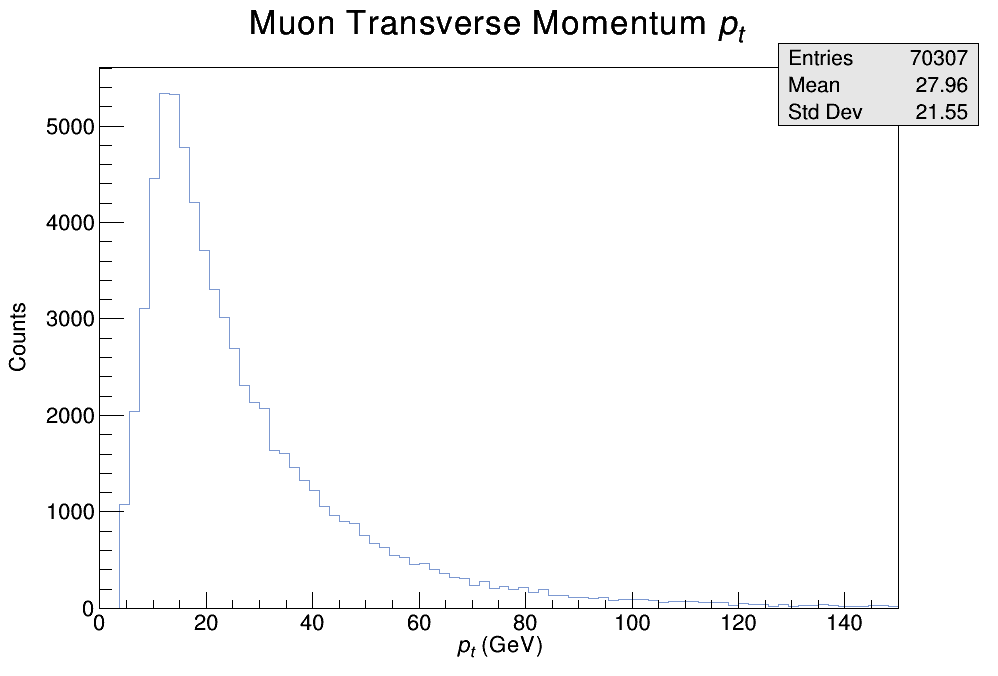 Muon Transverse Momentum pt
Entries 70307
Mean 27.96
Std Dev 21.55
5000
4000
3000
2000
1000
0
Counts
0 20 40 60 80 100 120 140
pt (GeV)